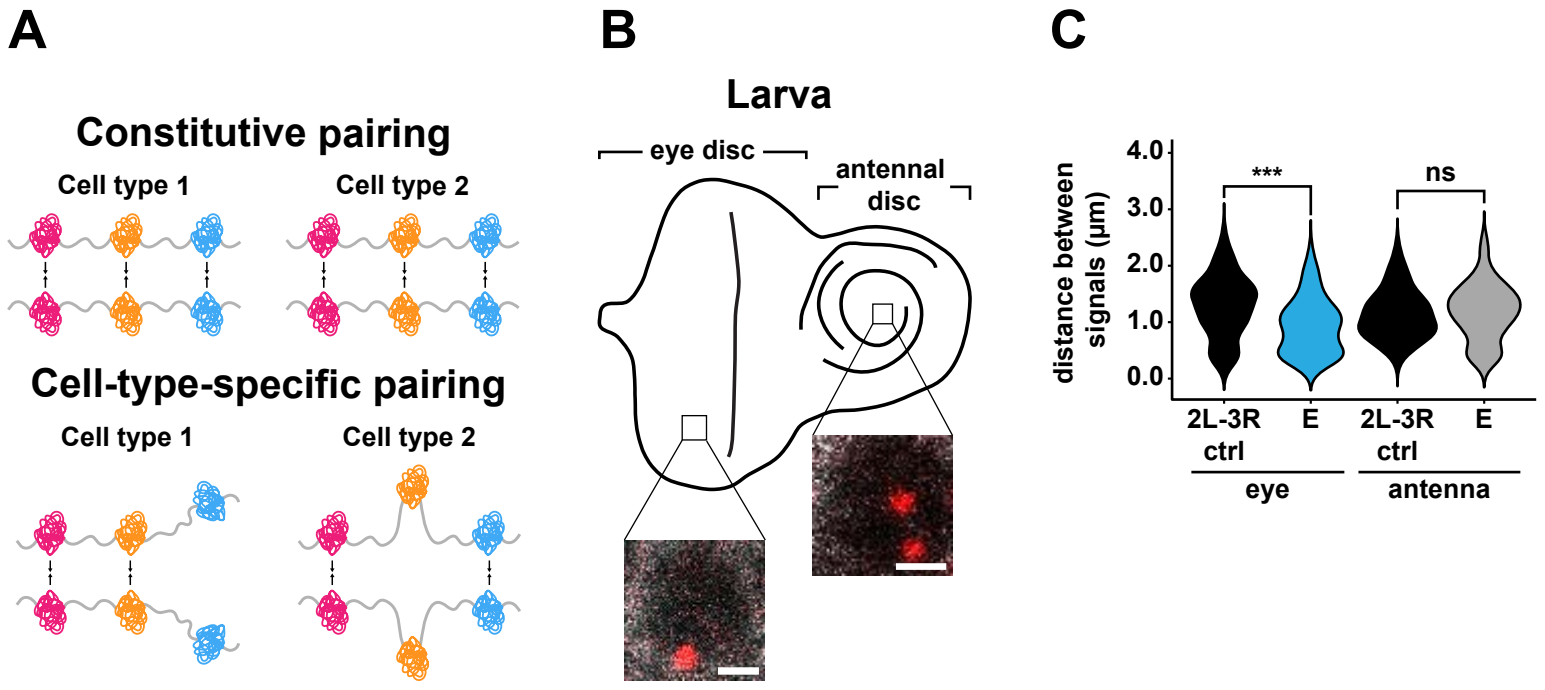 A
Constitutive pairing
Cell type 1
Cell type 2
Cell-type-specific pairing
Cell type 1
Cell type 2
B
Larva
eye disc
antennal
disc
C
distance between
signals (µm)
4.0
3.0
2.0
1.0
0.0
***
ns
2L-3R
ctrl
E
2L-3R
ctrl
E
eye
antenna